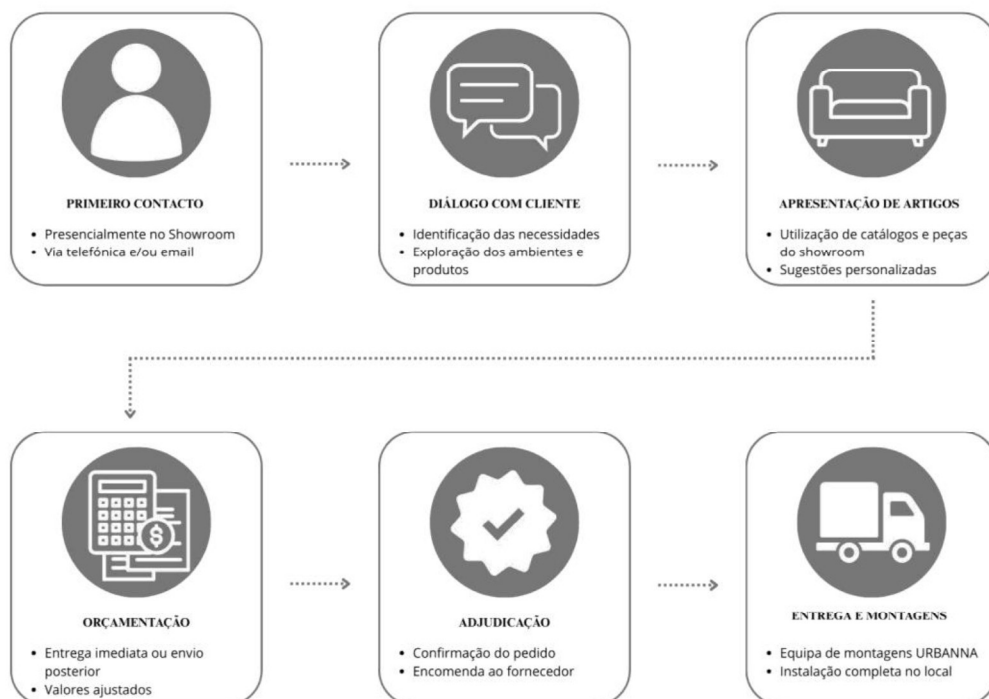 PRIMEIRO CONTACTO
• Presencialmente no Showroom
• Via telefónica e/ou email
DIÁLOGO COM CLIENTE
• Identificação das necessidades
• Exploração dos ambientes e
produtos
APRESENTAÇÃO DE ARTIGOS
• Utilização de catálogos e peças
do showroom
• Sugestões personalizadas
$
ORÇAMENTAÇÃO
• Entrega imediata ou envio
posterior
• Valores ajustados
ADJUDICAÇÃO
• Confirmação do pedido
• Encomenda ao fornecedor
ENTREGA E MONTAGENS
• Equipa de montagens URBANNA
• Instalação completa no local